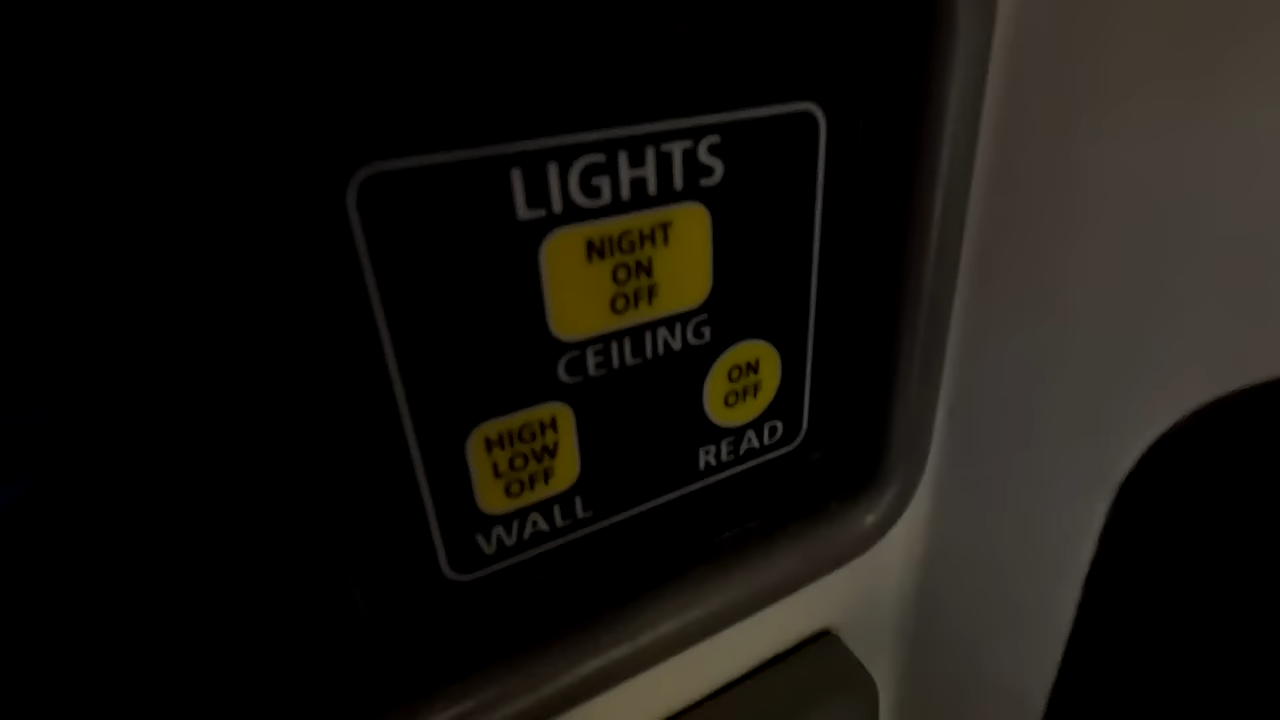 LIGHTS
NIGHT
ON
OFF
CEILING
ON
OFF
READ
HIGH
LOW
OFF
WALL